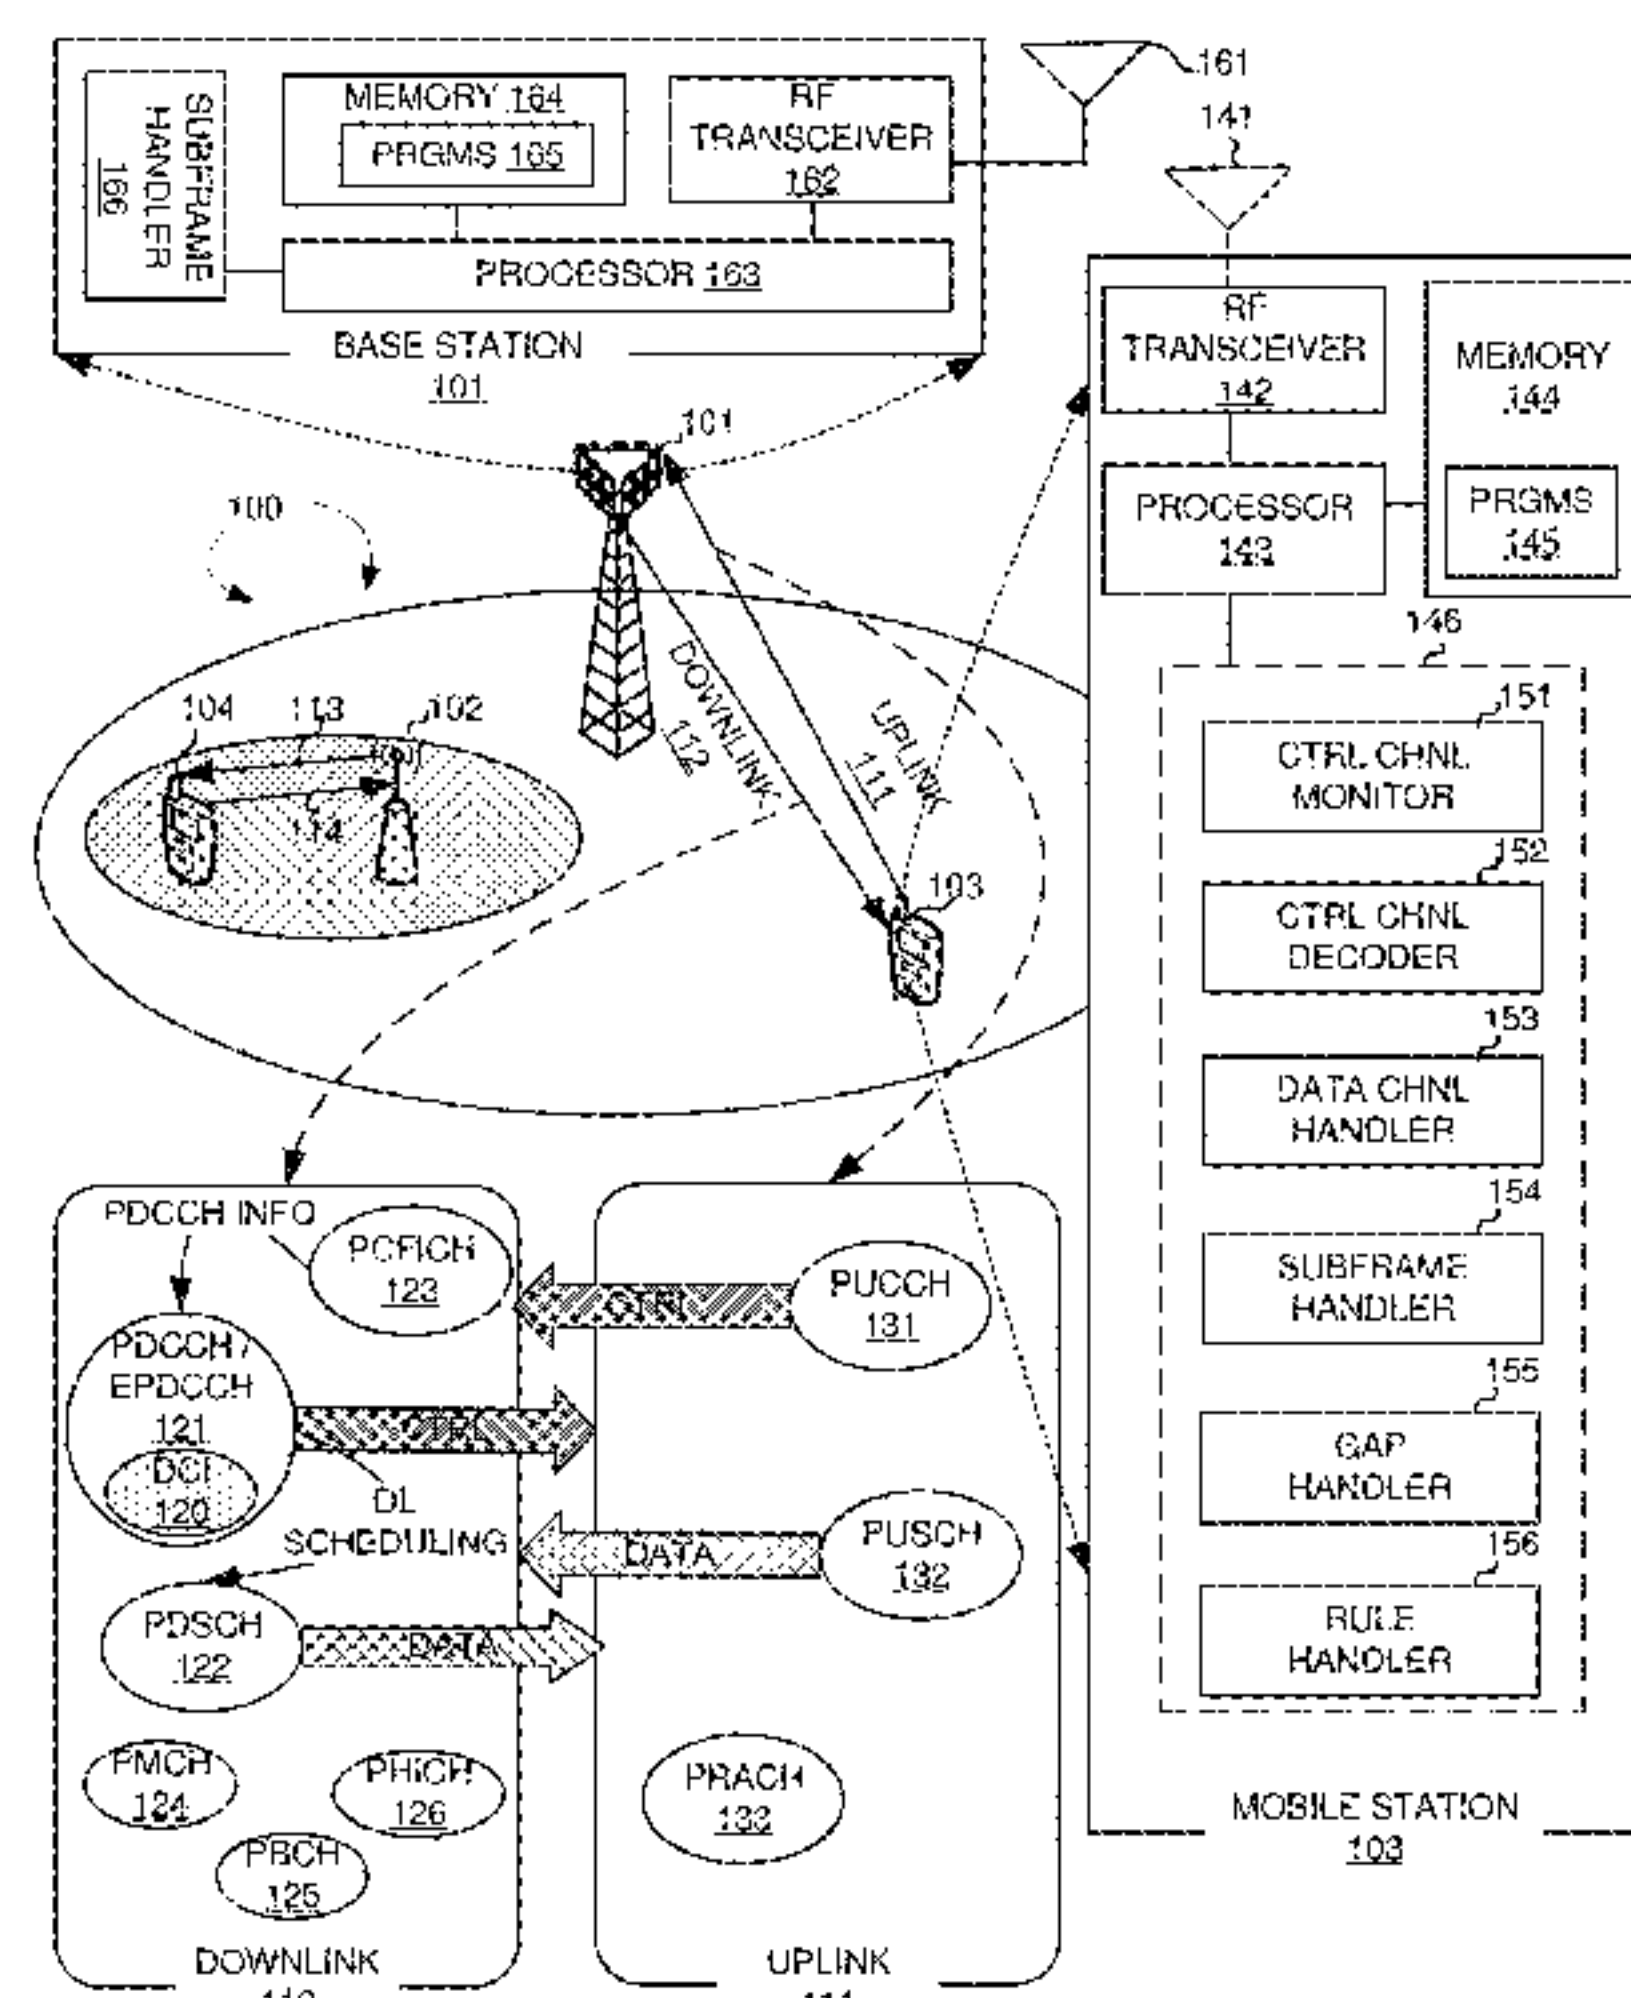 161
141
SUBFRAME
HANDLER
166
MEMORY 164
PRGMS 165
RF
TRANSCEIVER
162
PROCESSOR 163
BASE STATION
101
RF
TRANSCEIVER
142
MEMORY
144
PROCESSOR
143
PRGMS
145
101
100
146
DOWNLINK
112
UPLINK
111
104
113
102
114
103
151
CTRL CHNL
MONITOR
152
CTRL CHNL
DECODER
153
DATA CHNL
HANDLER
154
SUBFRAME
HANDLER
155
GAP
HANDLER
156
RULE
HANDLER
MOBILE STATION
103
PDCCH INFO
PCFICH
123
PDCCH /
EPDCCH
121
DCI
120
CTRL
DL
SCHEDULING
PDSCH
122
DATA
PMCH
124
PHICH
126
PBCH
125
DOWNLINK
CTRL
PUCCH
131
DATA
PUSCH
132
PRACH
133
UPLINK